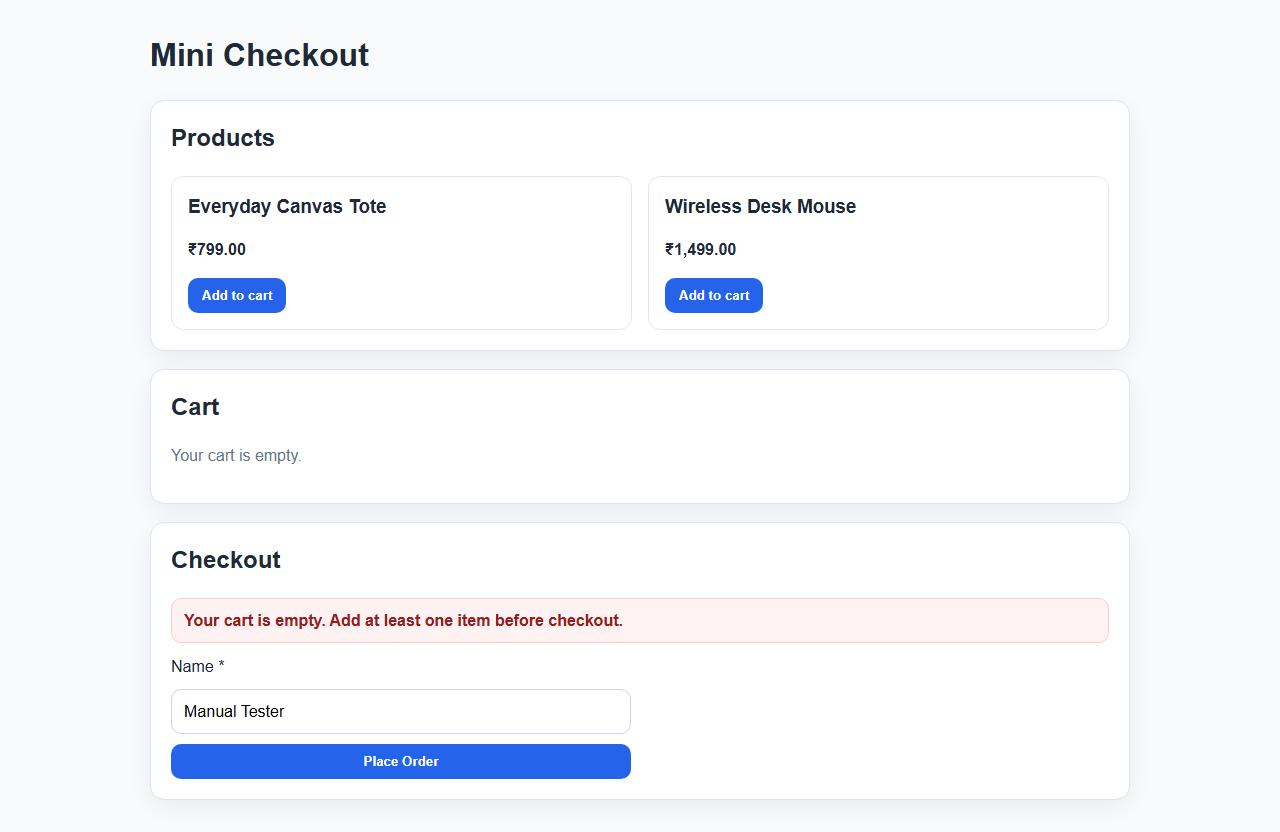 Mini Checkout
Products
Everyday Canvas Tote
₹799.00
Add to cart
Wireless Desk Mouse
₹1,499.00
Add to cart
Cart
Your cart is empty.
Checkout
Your cart is empty. Add at least one item before checkout.
Name *
Manual Tester
Place Order